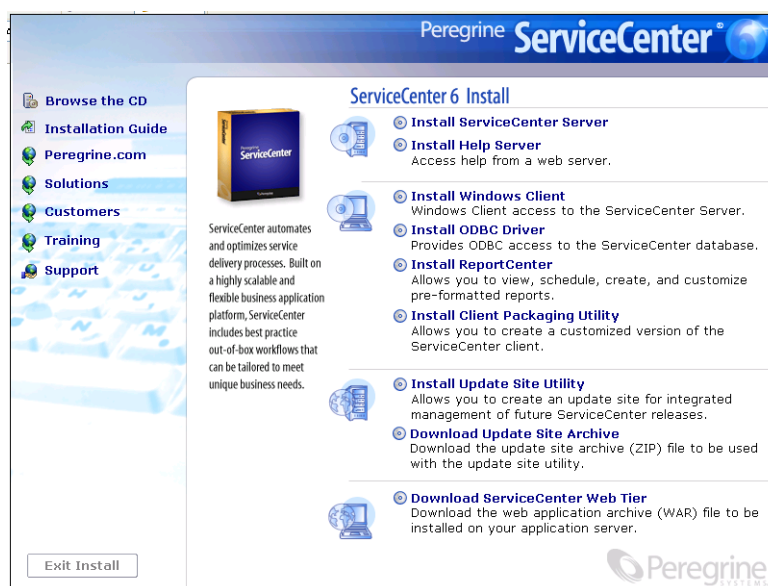 Peregrine ServiceCenter®
Browse the CD
Installation Guide
Peregrine.com
Solutions
Customers
Training
Support
Exit Install
ServiceCenter
ServiceCenter automates
and optimizes service
delivery processes. Built on
a highly scalable and
flexible business application
platform, ServiceCenter
includes best practice
out-of-box workflows that
can be tailored to meet
unique business needs.
ServiceCenter 6 Install
Install ServiceCenter Server
Install Help Server
Access help from a web server.
Install Windows Client
Windows Client access to the ServiceCenter Server.
Install ODBC Driver
Provides ODBC access to the ServiceCenter database.
Install ReportCenter
Allows you to view, schedule, create, and customize
pre-formatted reports.
Install Client Packaging Utility
Allows you to create a customized version of the
ServiceCenter client.
Install Update Site Utility
Allows you to create an update site for integrated
management of future ServiceCenter releases.
Download Update Site Archive
Download the update site archive (ZIP) file to be used
with the update site utility.
Download ServiceCenter Web Tier
Download the web application archive (WAR) file to be
installed on your application server.
Peregrine
SYSTEMS